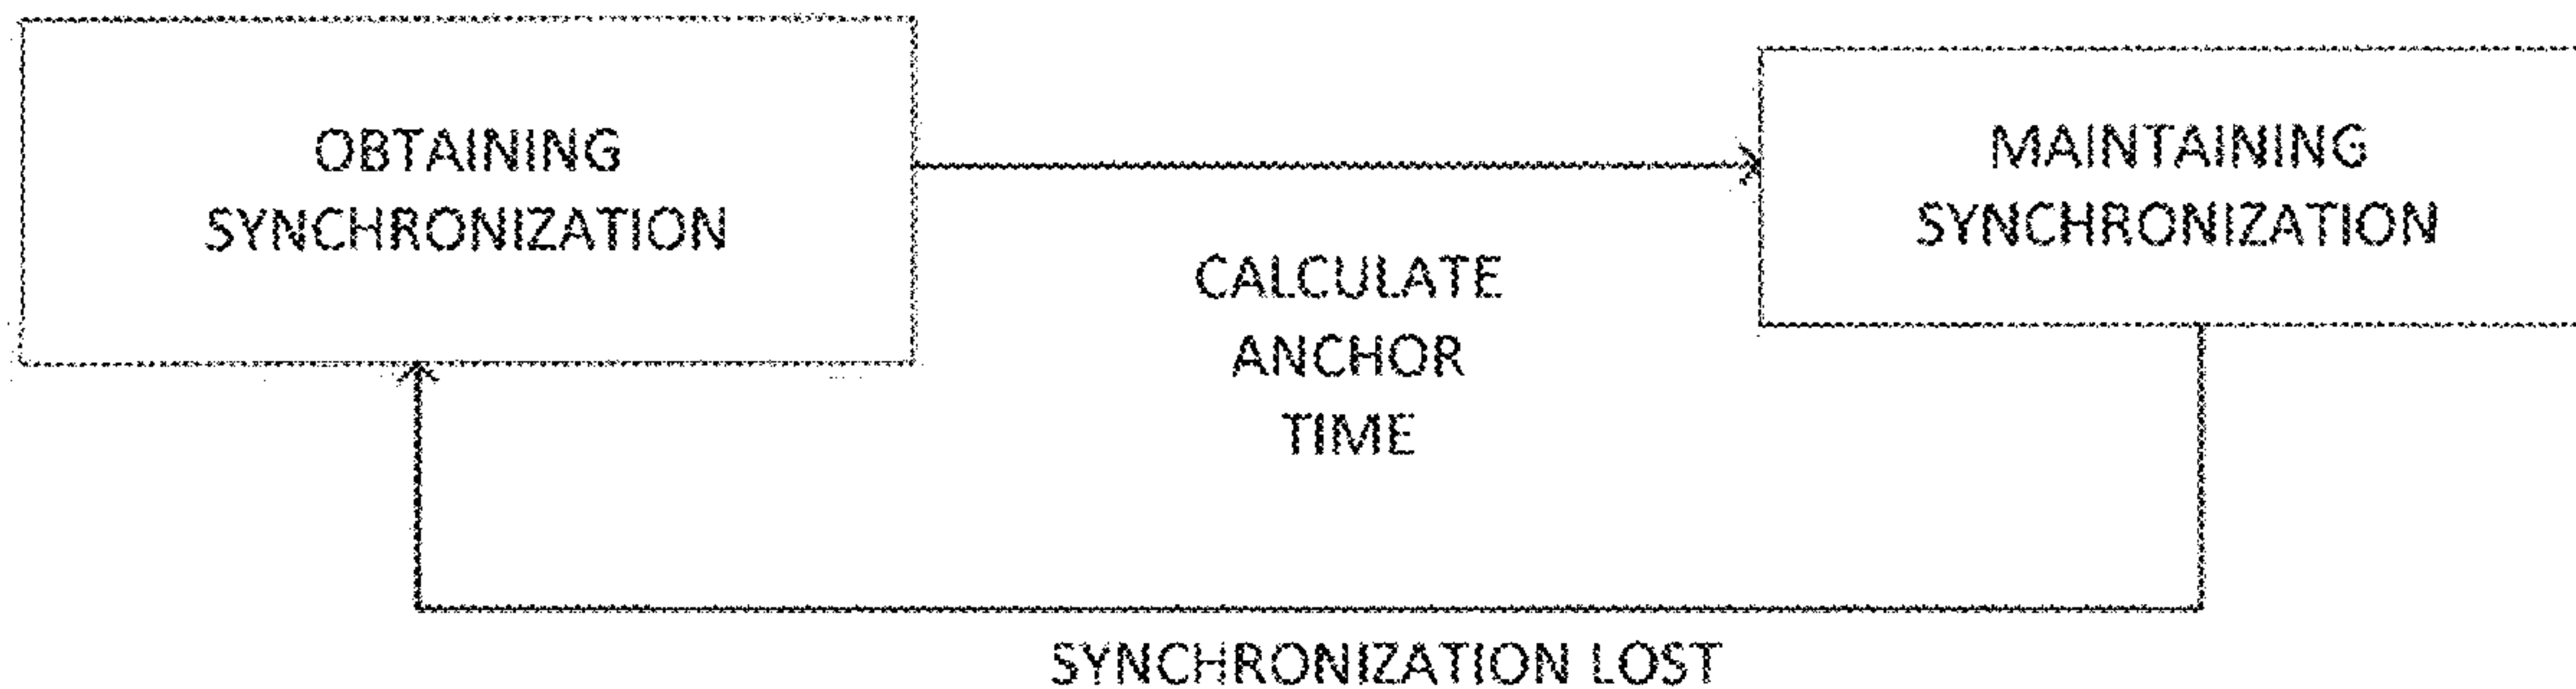 OBTAINING
SYNCHRONIZATION
CALCULATE
ANCHOR
TIME
MAINTAINING
SYNCHRONIZATION
SYNCHRONIZATION LOST